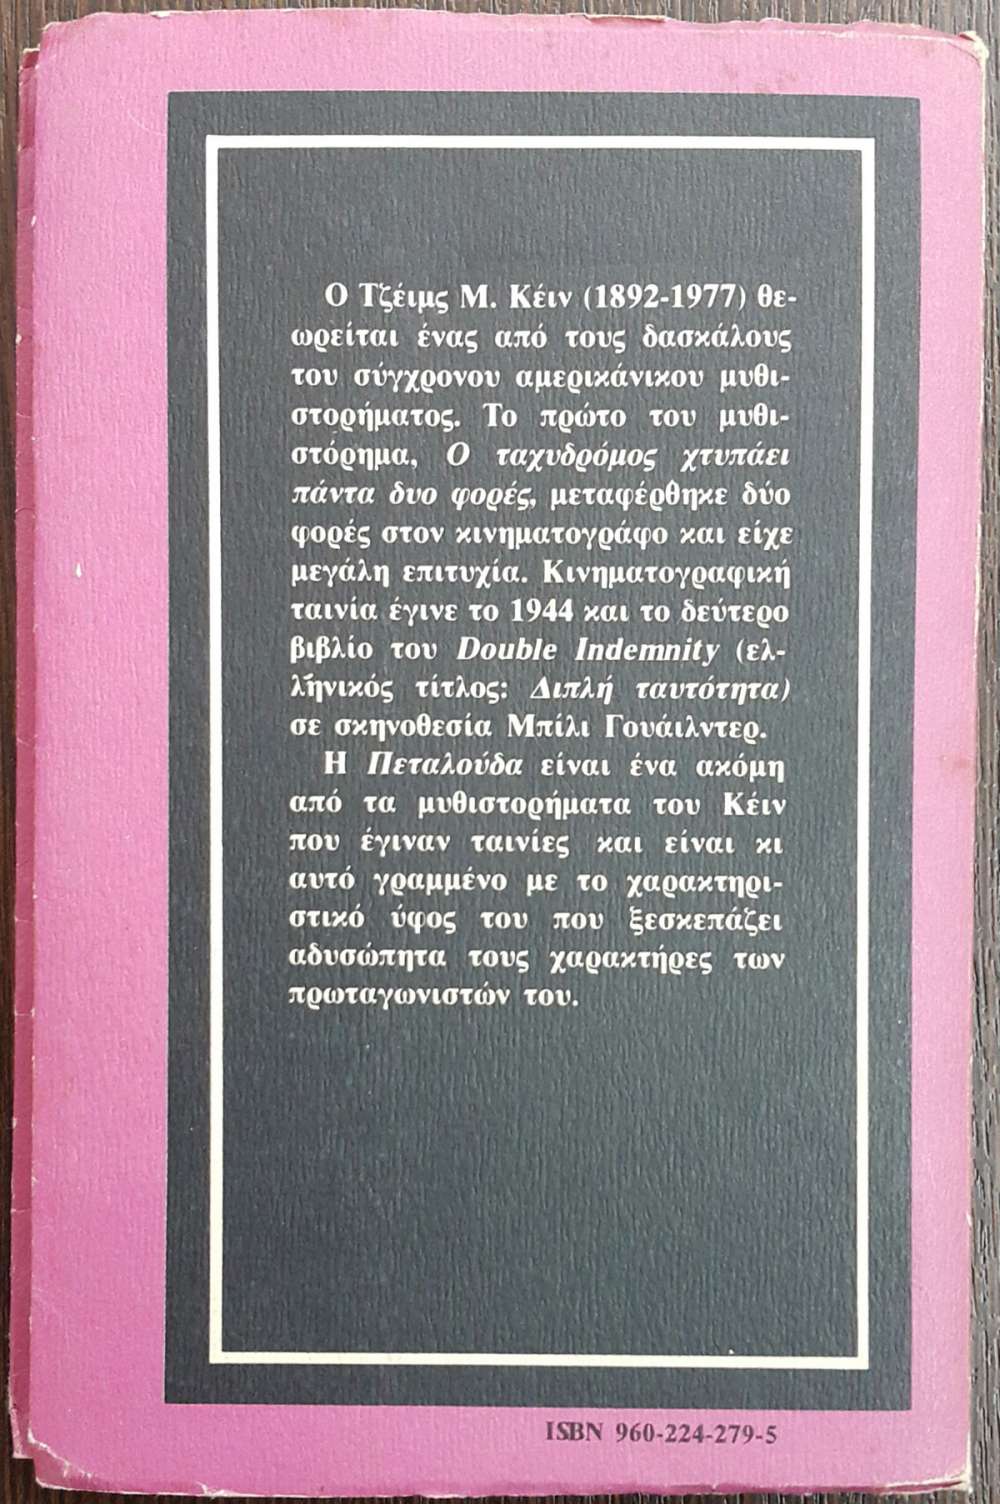 Ο Τζέιμς Μ. Κέιν (1892-1977) θε-
ωρείται ένας από τους δασκάλους
του σύγχρονου αμερικάνικου μυθι-
στορήματος. Το πρώτο του μυθι-
στόρημα, Ο ταχυδρόμος χτυπάει
πάντα δυο φορές, μεταφέρθηκε δύο
φορές στον κινηματογράφο και είχε
μεγάλη επιτυχία. Κινηματογραφική
ταινία έγινε το 1944 και το δεύτερο
βιβλίο του Double Indemnity (ελ-
ληνικός τίτλος: Διπλή ταυτότητα)
σε σκηνοθεσία Μπίλι Γουάιλντερ.
Η Πεταλούδα είναι ένα ακόμη
από τα μυθιστορήματα του Κέιν
που έγιναν ταινίες και είναι κι
αυτό γραμμένο με το χαρακτηρι-
στικό ύφος του που ξεσκεπάζει
αδυσώπητα τους χαρακτήρες των
πρωταγωνιστών του.
ISBN 960-224-279-5